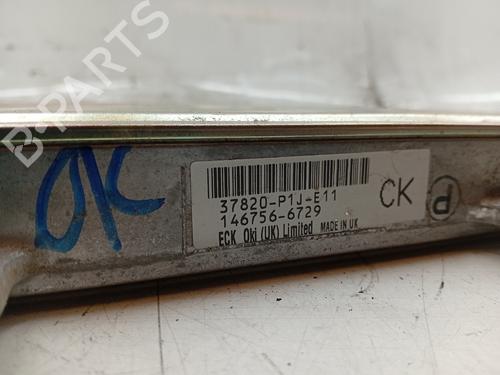 B-PARTS
OK
37820-P1J-E11
146756-6729
ECK Oki (UK) Limited MADE IN UK
CK
P